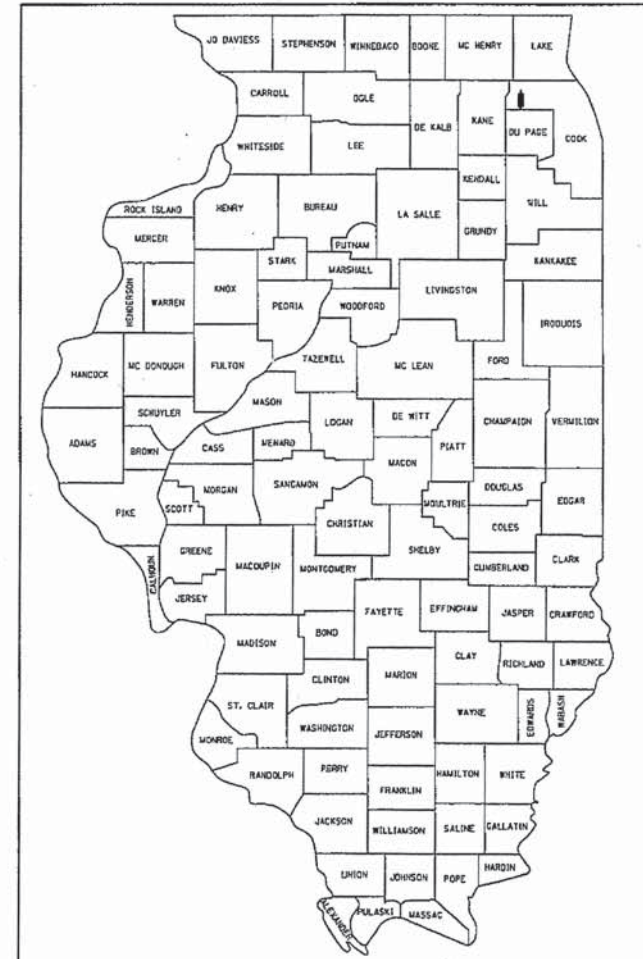 JO DAVIESS STEPHENSON WINNEBAGO BOONE MC HENRY LAKE
CARROLL OGLE DE KALB KANE DU PAGE COOK
WHITESIDE LEE
KENDALL WILL
ROCK ISLAND HENRY BUREAU LA SALLE GRUNDY
MERCER STARK PUTNAM MARSHALL KANKAKEE
HENDERSON WARREN KNOX PEORIA WOODFORD LIVINGSTON IROQUOIS
HANCOCK MC DONOUGH FULTON TAZEWELL MC LEAN FORD
SCHUYLER MASON LOGAN DE WITT CHAMPAIGN VERMILION
ADAMS BROWN CASS MENARD MACON PIATT
PIKE SCOTT MORGAN SANGAMON MOULTRIE DOUGLAS EDGAR
CHRISTIAN COLES
CALHOUN GREENE MACOUPIN MONTGOMERY SHELBY CUMBERLAND CLARK
JERSEY FAYETTE EFFINGHAM JASPER CRAWFORD
MADISON BOND CLAY RICHLAND LAWRENCE
CLINTON MARION
ST. CLAIR WASHINGTON WAYNE EDWARDS WABASH
MONROE JEFFERSON
RANDOLPH PERRY HAMILTON WHITE
FRANKLIN
JACKSON WILLIAMSON SALINE GALLATIN
UNION JOHNSON POPE HARDIN
ALEXANDER PULASKI MASSAC